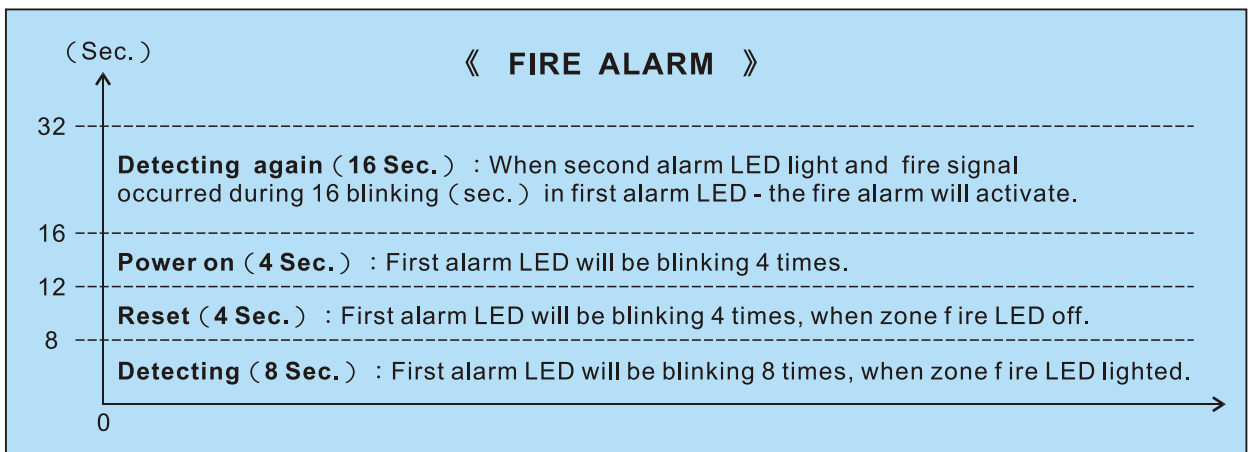 (Sec.)
《 FIRE ALARM 》
32
Detecting again (16 Sec.) : When second alarm LED light and fire signal
occurred during 16 blinking (sec.) in first alarm LED - the fire alarm will activate.
16
Power on (4 Sec.) : First alarm LED will be blinking 4 times.
12
Reset (4 Sec.) : First alarm LED will be blinking 4 times, when zone f ire LED off.
8
Detecting (8 Sec.) : First alarm LED will be blinking 8 times, when zone f ire LED lighted.
0